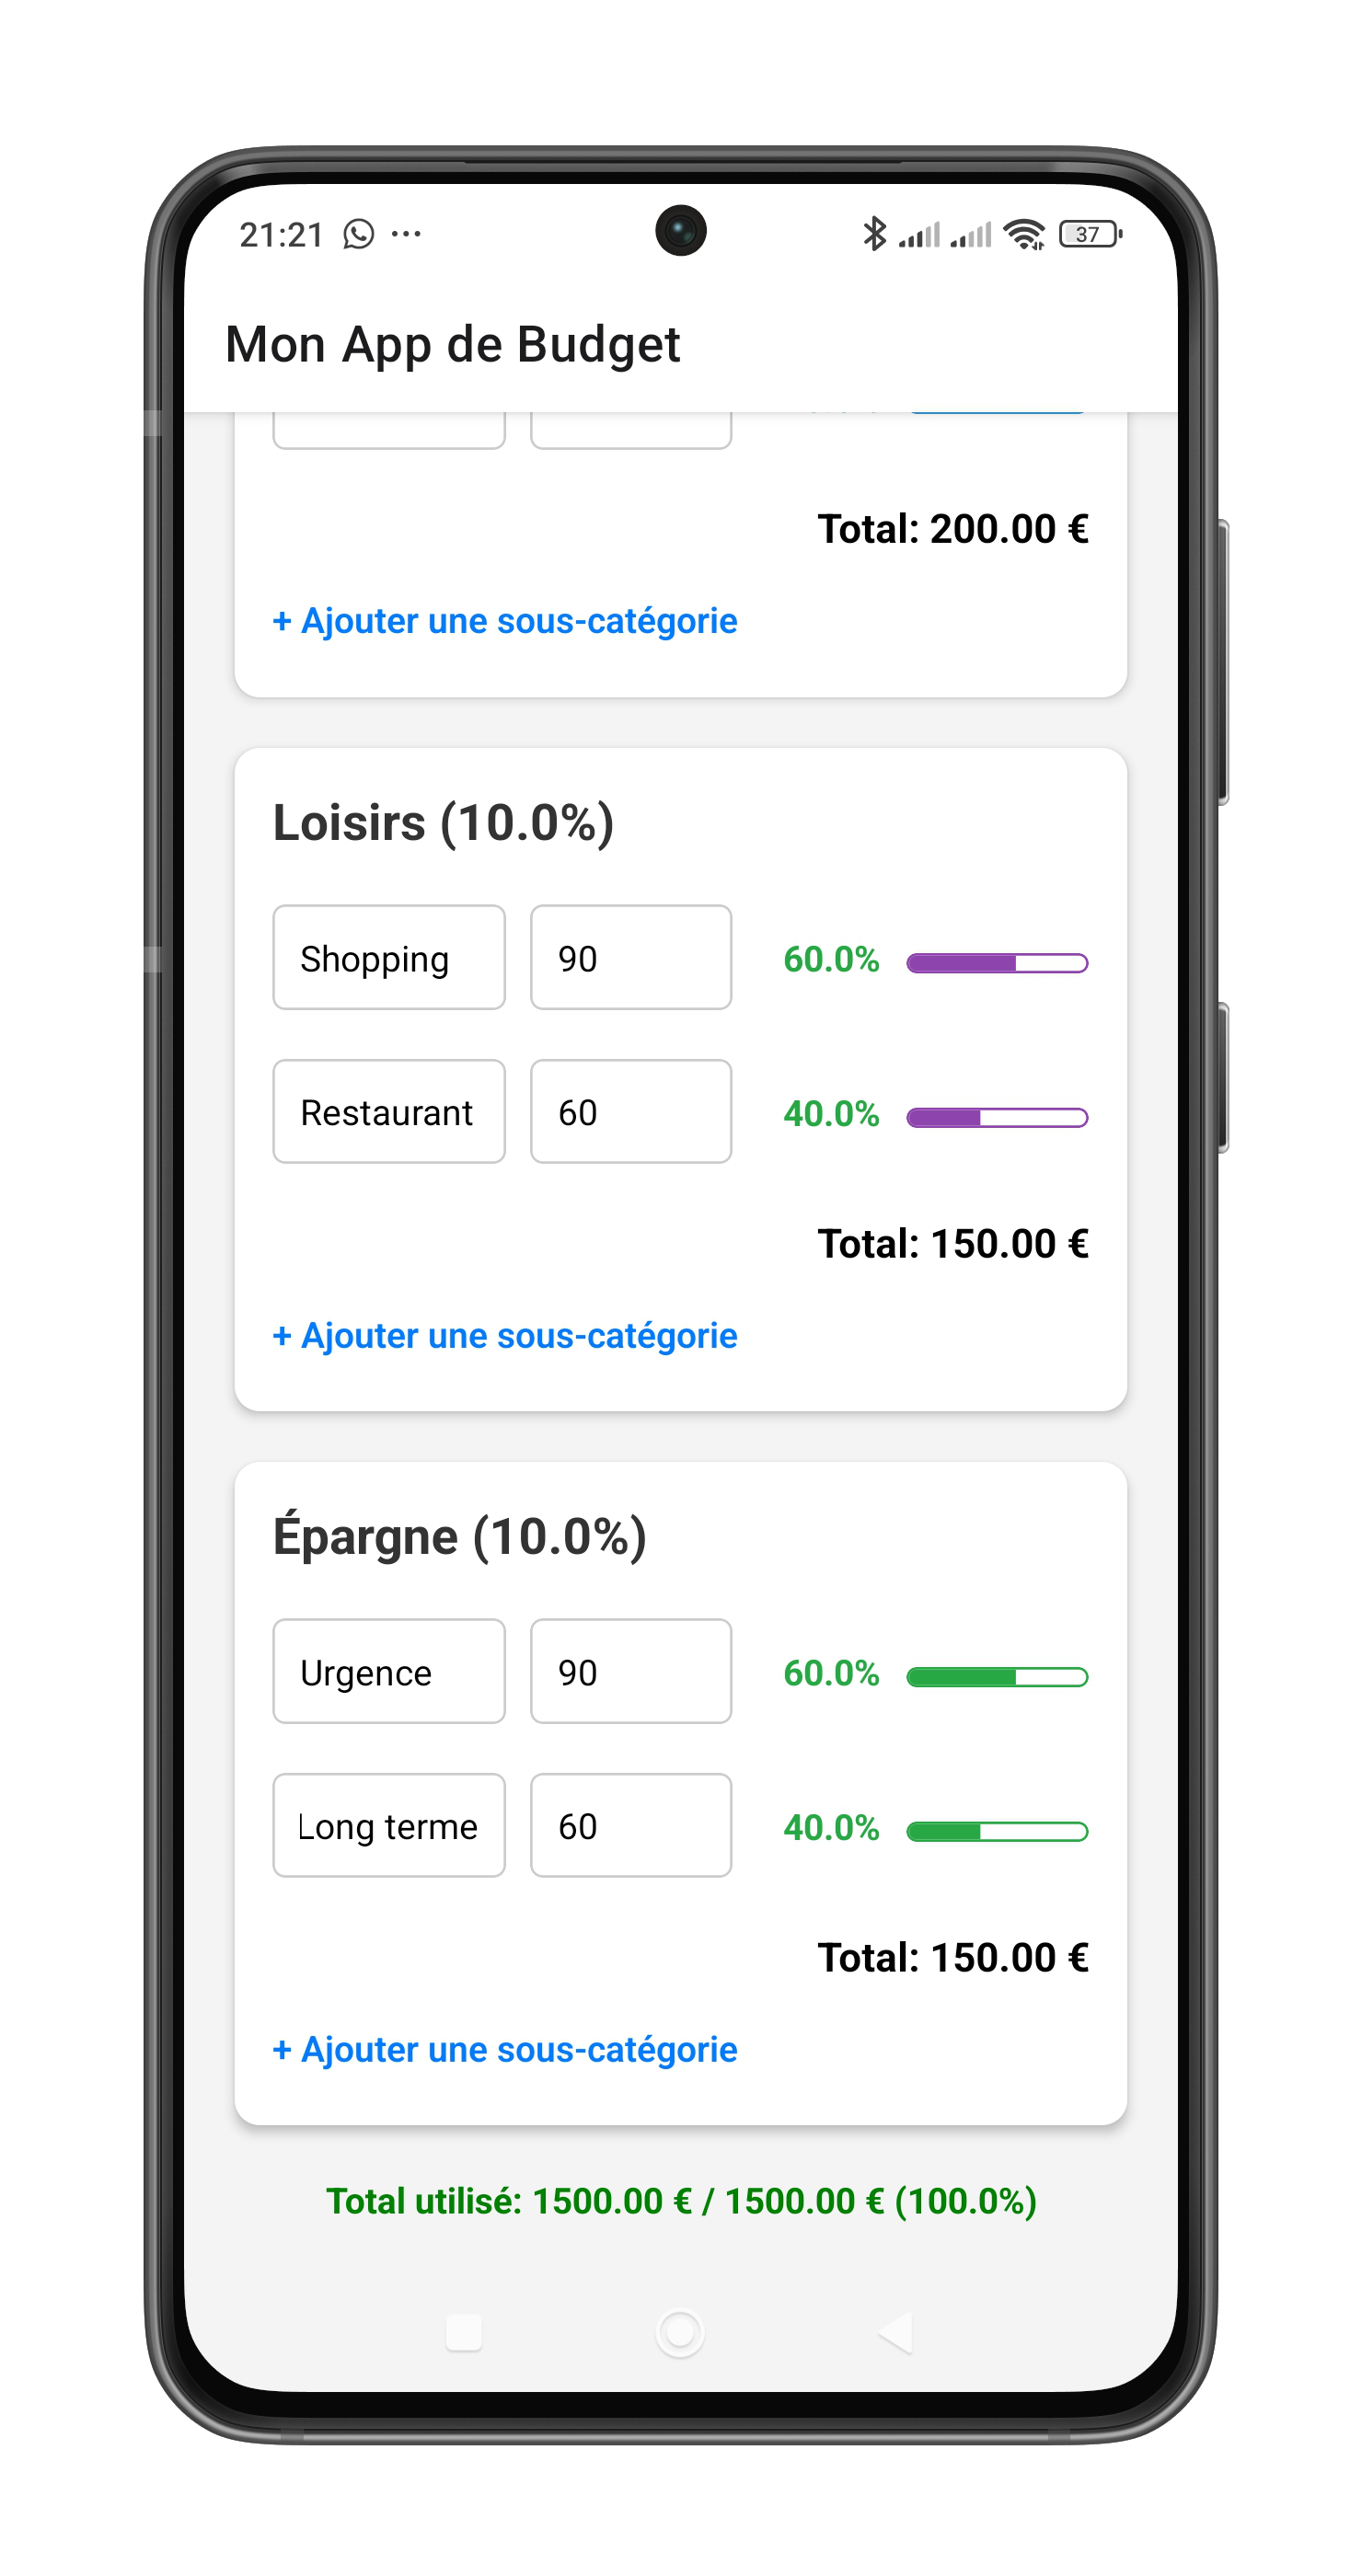 21:21
37
Mon App de Budget
Total: 200.00 €
+ Ajouter une sous-catégorie
Loisirs (10.0%)
Shopping 90 60.0%
Restaurant 60 40.0%
Total: 150.00 €
+ Ajouter une sous-catégorie
Épargne (10.0%)
Urgence 90 60.0%
Long terme 60 40.0%
Total: 150.00 €
+ Ajouter une sous-catégorie
Total utilisé: 1500.00 € / 1500.00 € (100.0%)